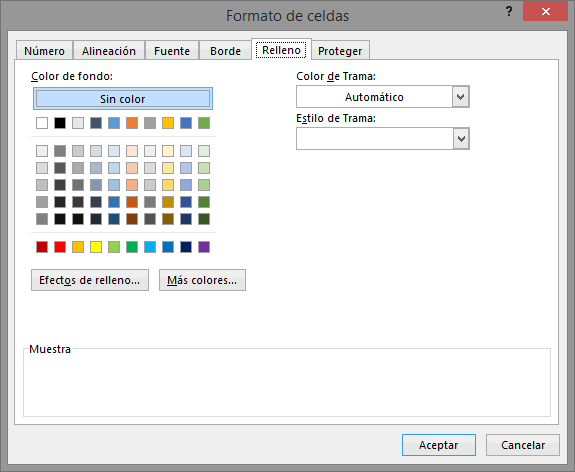 Formato de celdas
?
Número Alineación Fuente Borde Relleno Proteger
Color de fondo:
Sin color
Color de Trama:
Automático
Estilo de Trama:
Efectos de relleno...
Más colores...
Muestra
Aceptar
Cancelar